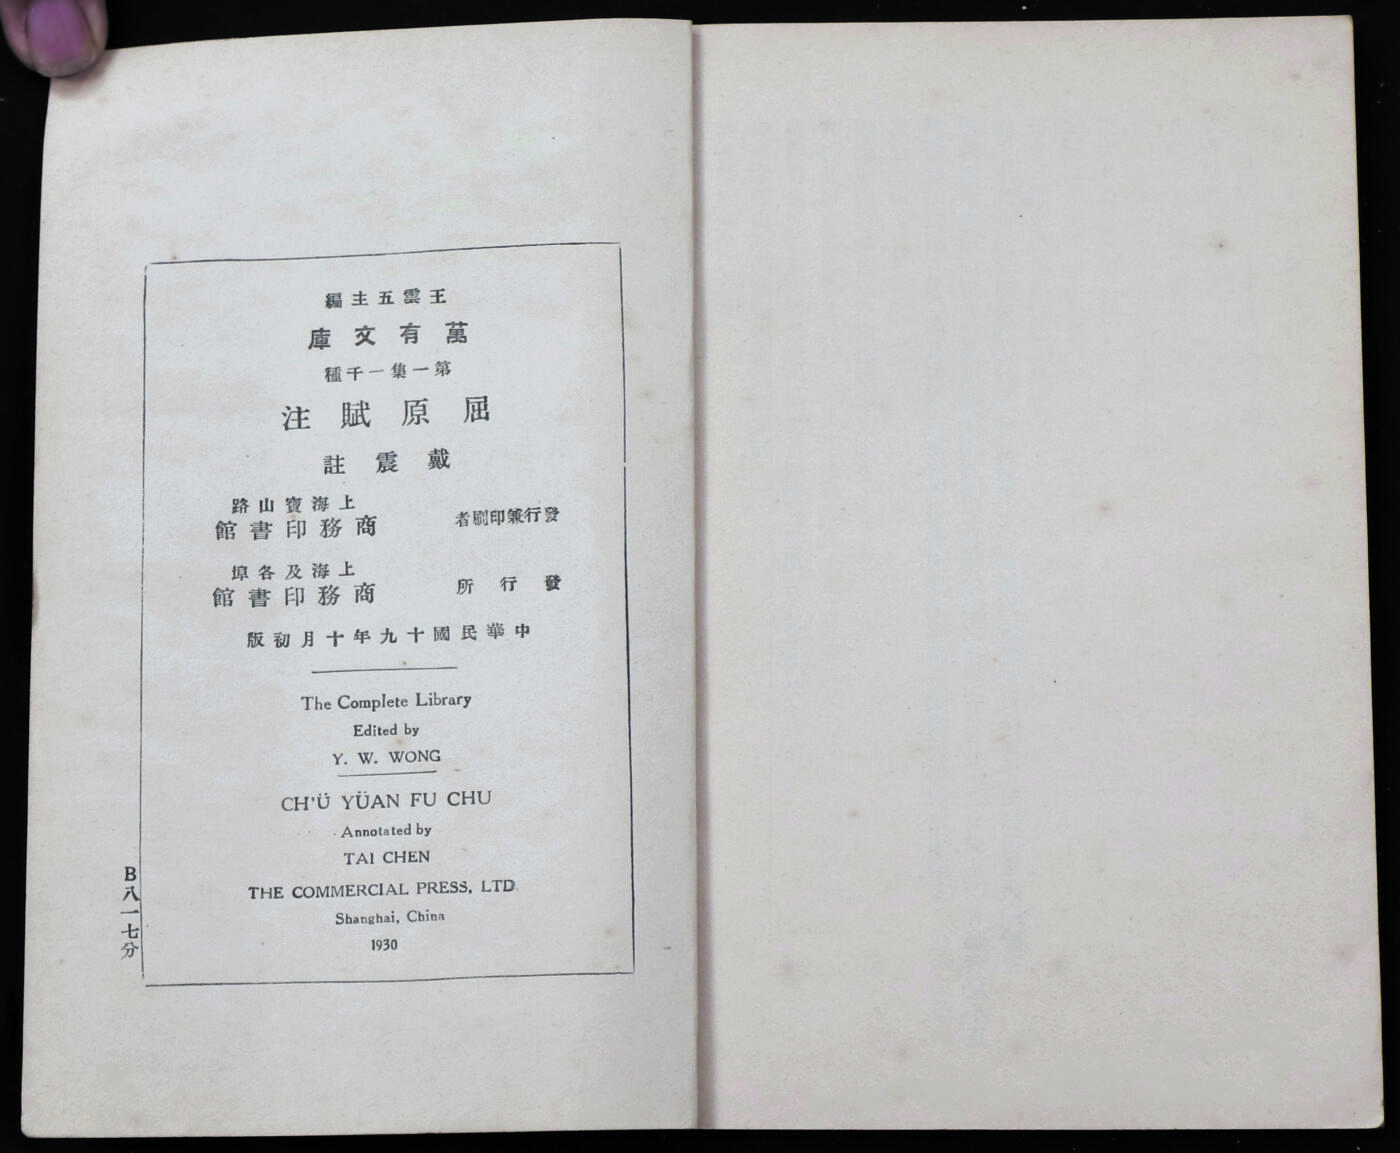 王雲五主編
萬有文庫
第一集一千種
屈原賦注
戴震註
發行兼印刷者
上海寶山路
商務印書館
發行所
上海及各埠
商務印書館
中華民國十九年十月初版
The Complete Library
Edited by
Y. W. WONG
CH'Ü YÜAN FU CHU
Annotated by
TAI CHEN
THE COMMERCIAL PRESS, LTD.
Shanghai, China
1930
B八一七分